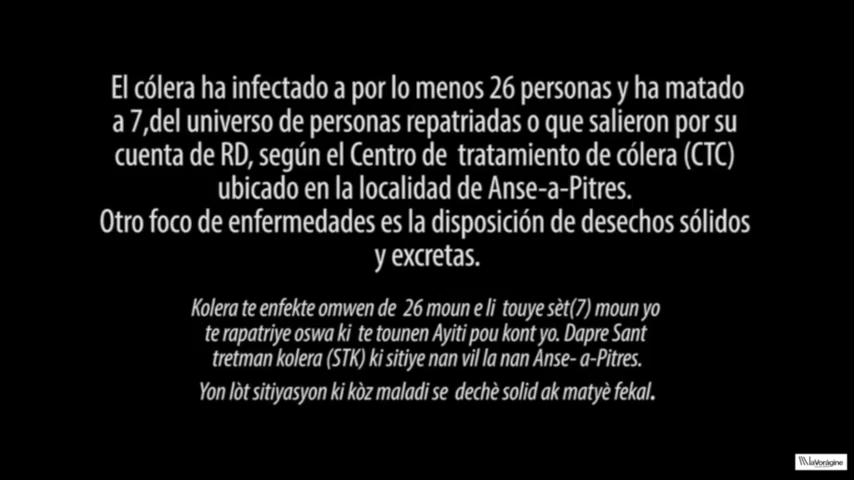 El cólera ha infectado a por lo menos 26 personas y ha matado
a 7,del universo de personas repatriadas o que salieron por su
cuenta de RD, según el Centro de tratamiento de cólera (CTC)
ubicado en la localidad de Anse-a-Pitres.
Otro foco de enfermedades es la disposición de desechos sólidos
y excretas.
Kolera te enfekte omwen de 26 moun e li touye sèt(7) moun yo
te rapatriye oswa ki te tounen Ayiti pou kont yo. Dapre Sant
tretman kolera (STK) ki sitiye nan vil la nan Anse- a-Pitres.
Yon lòt sitiyasyon ki kòz maladi se dechè solid ak matyè fekal.
laVorágine